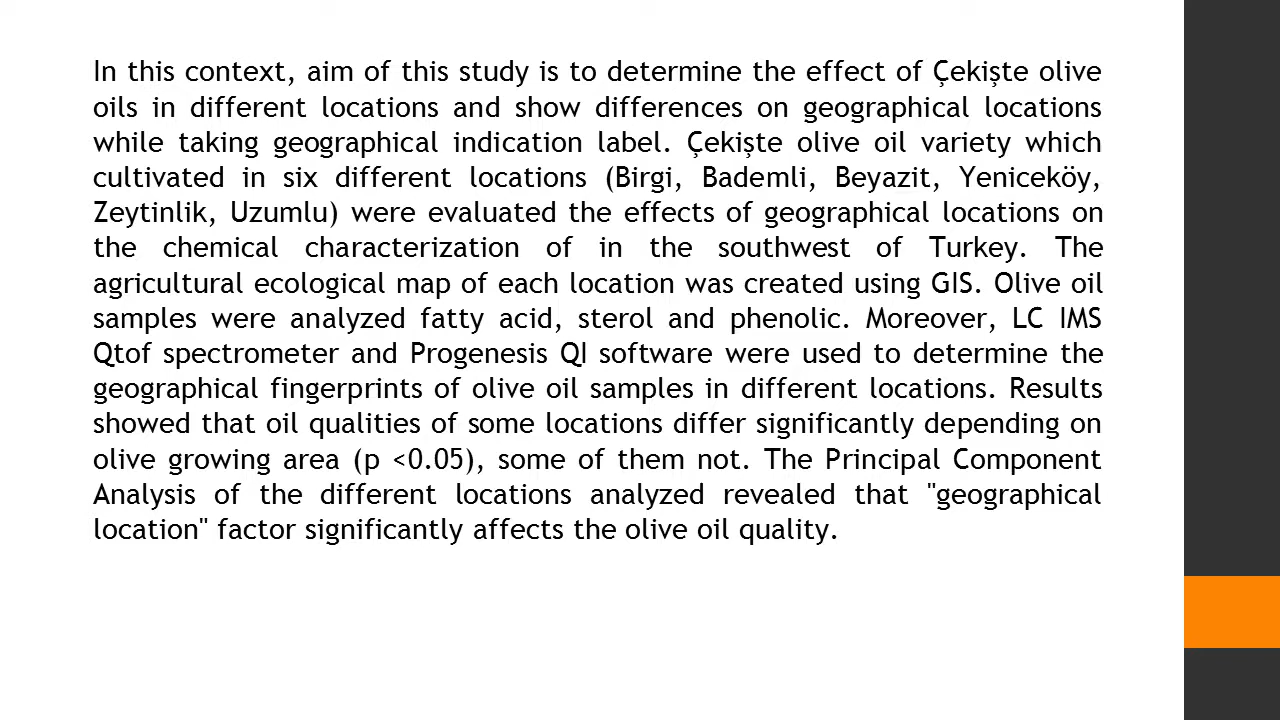 In this context, aim of this study is to determine the effect of Çekişte olive
oils in different locations and show differences on geographical locations
while taking geographical indication label. Çekişte olive oil variety which
cultivated in six different locations (Birgi, Bademli, Beyazit, Yeniceköy,
Zeytinlik, Uzumlu) were evaluated the effects of geographical locations on
the chemical characterization of in the southwest of Turkey. The
agricultural ecological map of each location was created using GIS. Olive oil
samples were analyzed fatty acid, sterol and phenolic. Moreover, LC IMS
Qtof spectrometer and Progenesis QI software were used to determine the
geographical fingerprints of olive oil samples in different locations. Results
showed that oil qualities of some locations differ significantly depending on
olive growing area (p <0.05), some of them not. The Principal Component
Analysis of the different locations analyzed revealed that "geographical
location" factor significantly affects the olive oil quality.